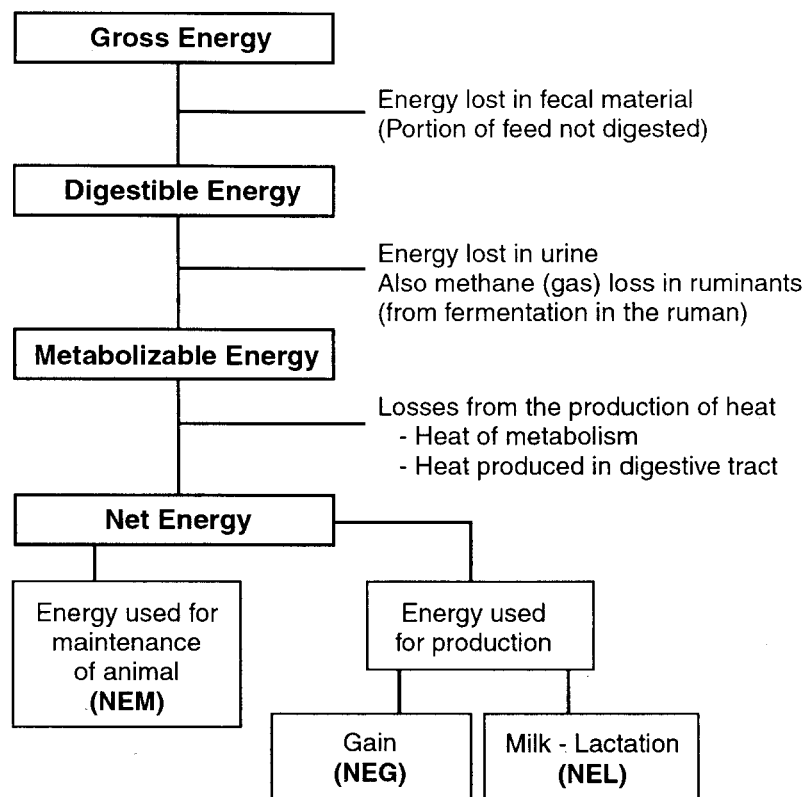 Gross Energy
Energy lost in fecal material
(Portion of feed not digested)
Digestible Energy
Energy lost in urine
Also methane (gas) loss in ruminants
(from fermentation in the ruman)
Metabolizable Energy
Losses from the production of heat
- Heat of metabolism
- Heat produced in digestive tract
Net Energy
Energy used for
maintenance
of animal
(NEM)
Energy used
for production
Gain
(NEG)
Milk - Lactation
(NEL)